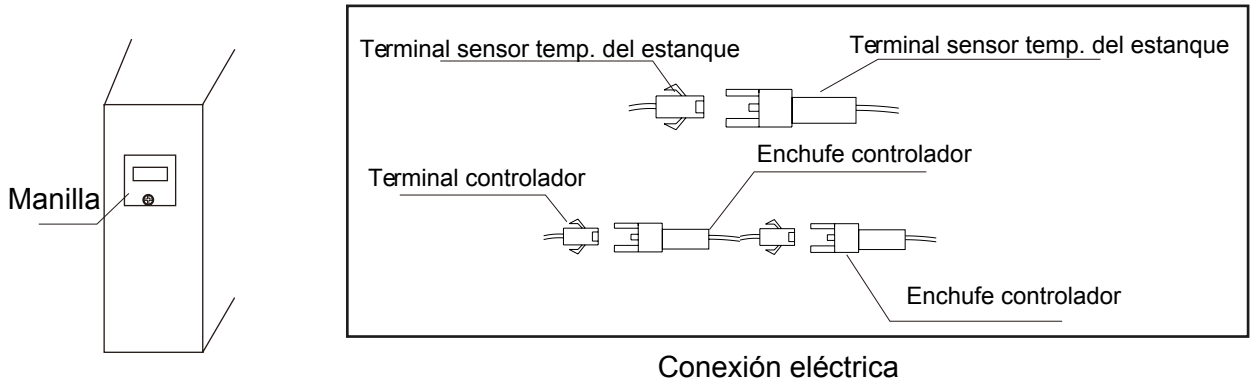 Manilla
Terminal sensor temp. del estanque
Terminal sensor temp. del estanque
Enchufe controlador
Terminal controlador
Enchufe controlador
Conexión eléctrica